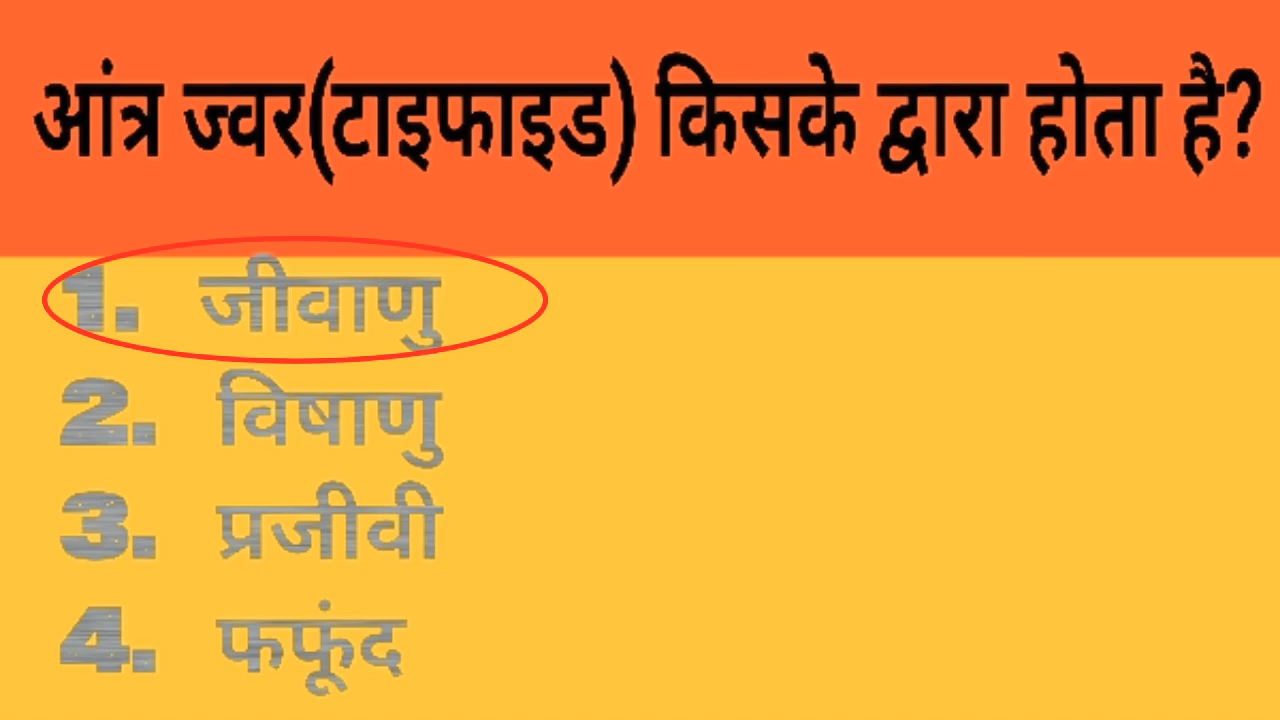 आंत्र ज्वर(टाइफाइड) किसके द्वारा होता है?
1. जीवाणु
2. विषाणु
3. प्रजीवी
4. फफूंद